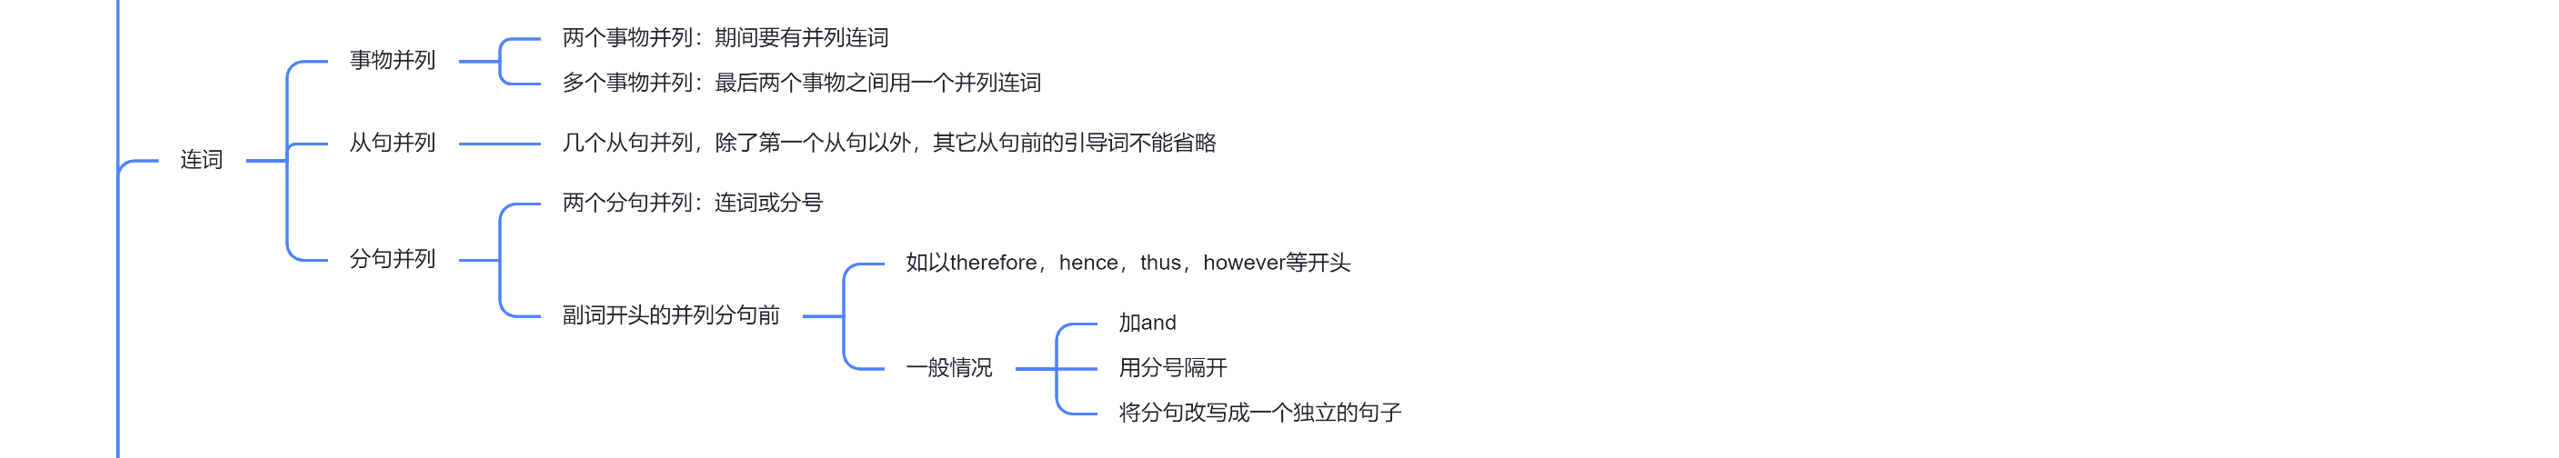 连词
事物并列
两个事物并列：期间要有并列连词
多个事物并列：最后两个事物之间用一个并列连词
从句并列
几个从句并列，除了第一个从句以外，其它从句前的引导词不能省略
分句并列
两个分句并列：连词或分号
副词开头的并列分句前
如以therefore，hence，thus，however等开头
一般情况
加and
用分号隔开
将分句改写成一个独立的句子